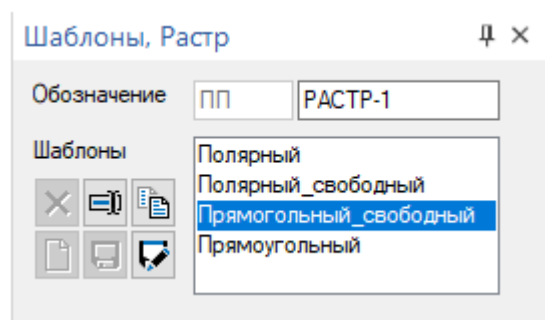 Шаблоны, Растр
Обозначение ПП РАСТР-1
Шаблоны
Полярный
Полярный_свободный
Прямогольный_свободный
Прямоугольный